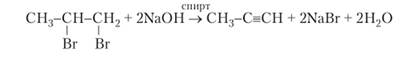 спирт
CH₃–CH–CH₂ + 2NaOH → CH₃–C≡CH + 2NaBr + 2H₂O
Br Br